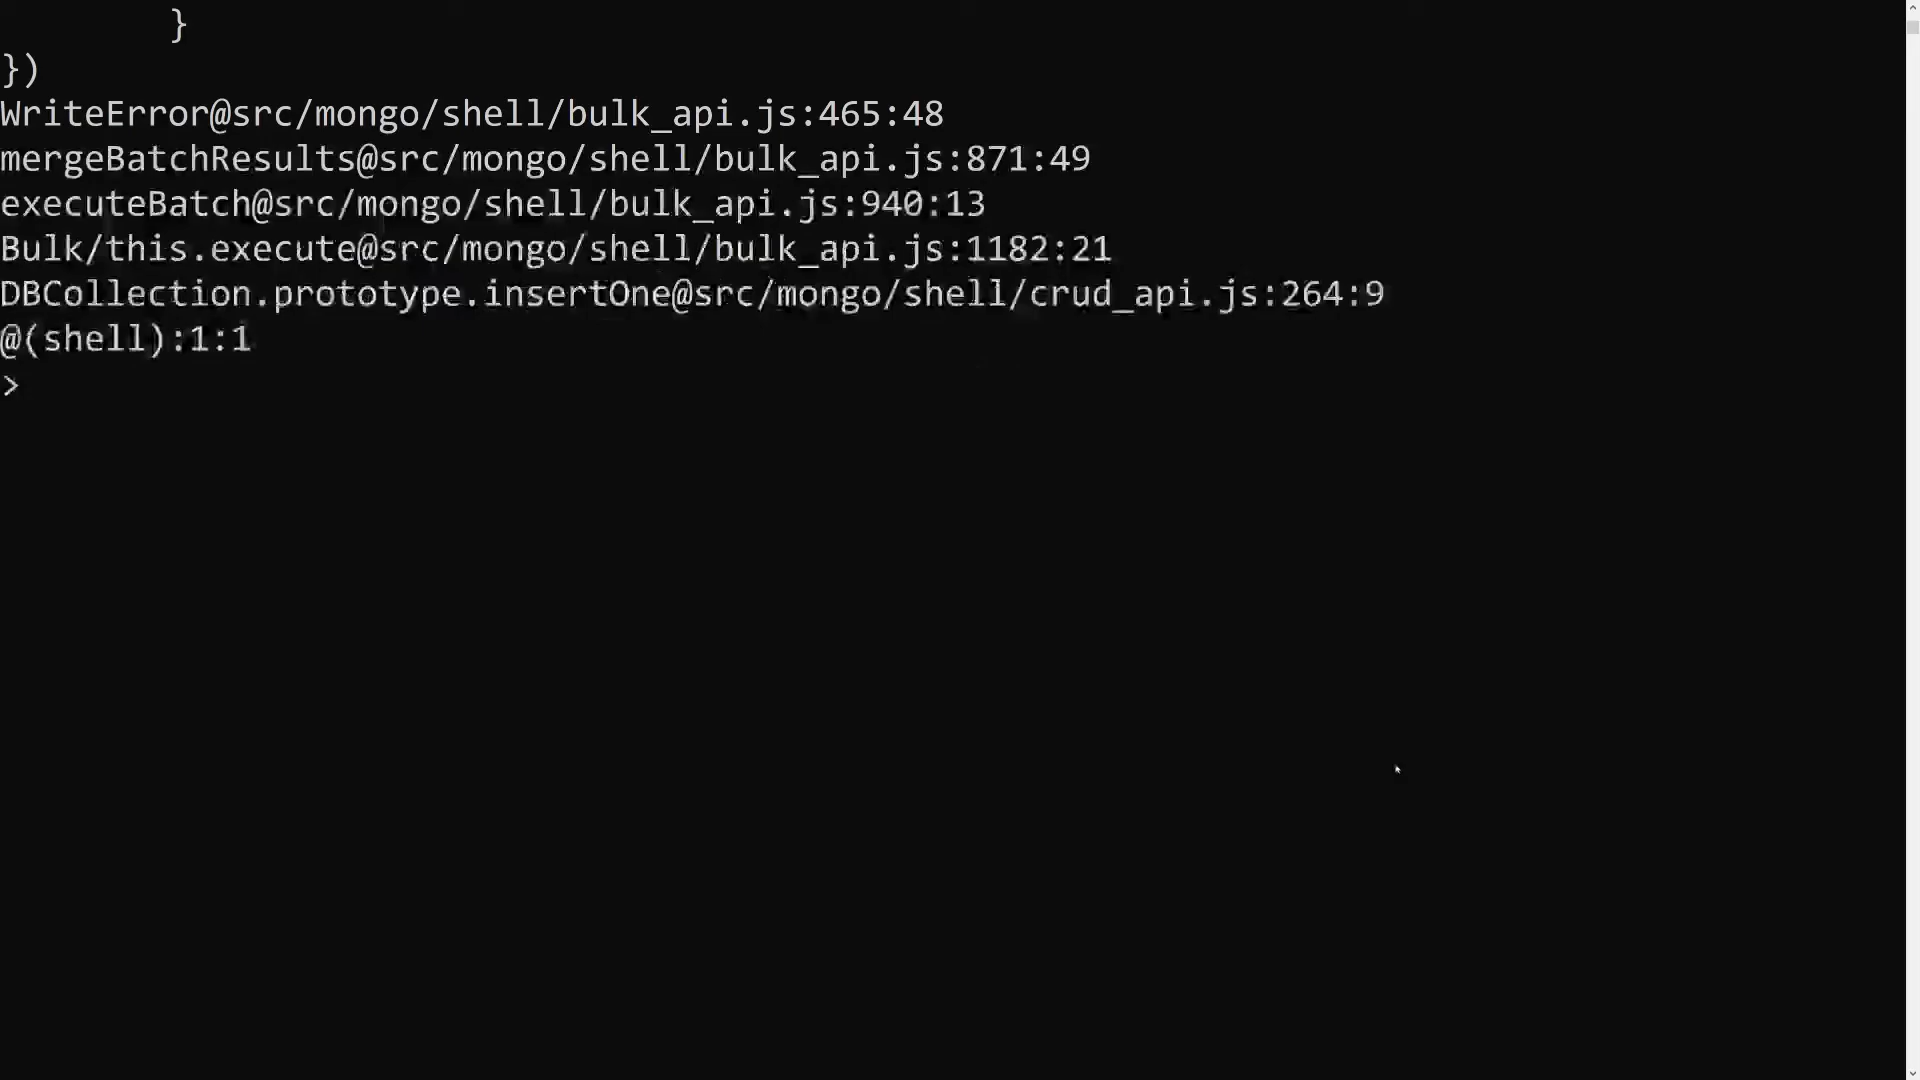 }
})
WriteError@src/mongo/shell/bulk_api.js:465:48
mergeBatchResults@src/mongo/shell/bulk_api.js:871:49
executeBatch@src/mongo/shell/bulk_api.js:940:13
Bulk/this.execute@src/mongo/shell/bulk_api.js:1182:21
DBCollection.prototype.insertOne@src/mongo/shell/crud_api.js:264:9
@(shell):1:1
>